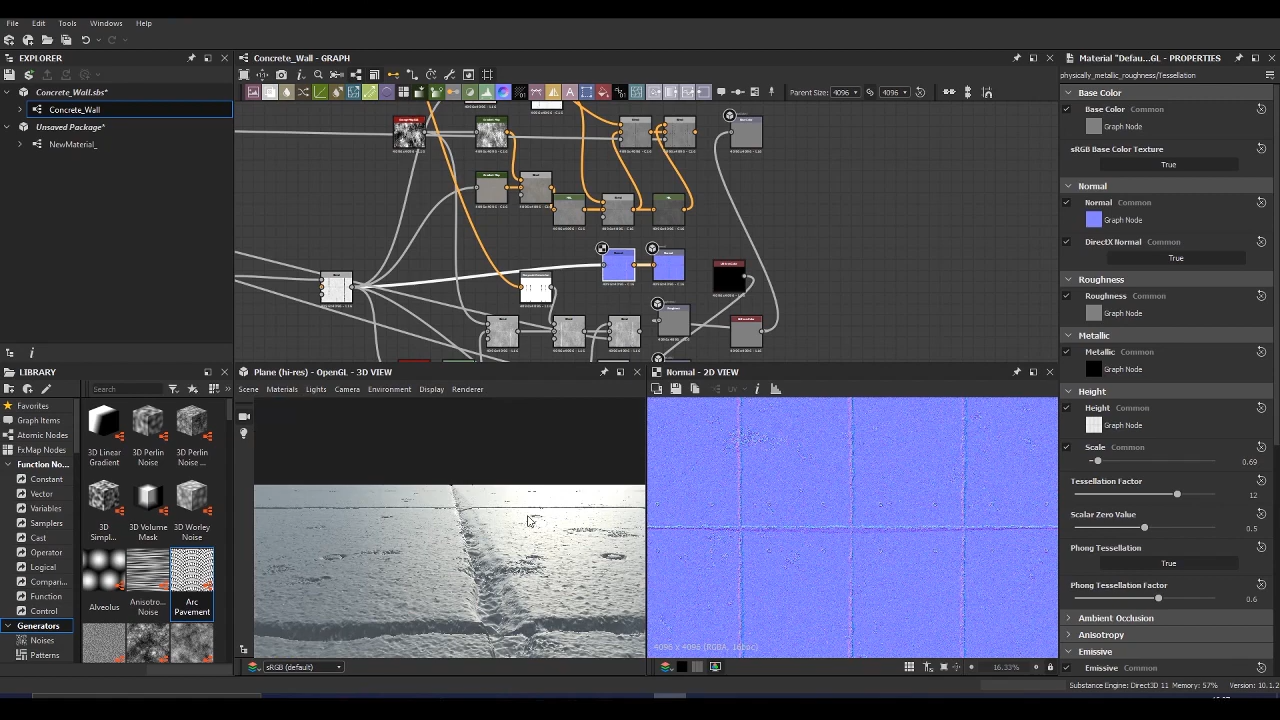 File Edit Tools Windows Help
EXPLORER
Concrete_Wall.sbs*
Concrete_Wall
Unsaved Package*
NewMaterial_
LIBRARY
Search
Favorites
Graph Items
Atomic Nodes
FxMap Nodes
Function No...
Constant
Vector
Variables
Samplers
Cast
Operator
Logical
Compari...
Function
Control
Generators
Noises
Patterns
3D Linear Gradient
3D Perlin Noise
3D Perlin Noise ...
3D Simpl...
3D Volume Mask
3D Worley Noise
Alveolus
Anisotro... Noise
Arc Pavement
Concrete_Wall - GRAPH
Parent Size: 4096 4096
Plane (hi-res) - OpenGL - 3D VIEW
Scene Materials Lights Camera Environment Display Renderer
sRGB (default)
Normal - 2D VIEW
UV
16.33%
Material "Defau...GL - PROPERTIES
physically_metallic_roughness/Tessellation
Base Color
Base Color Common
Graph Node
sRGB Base Color Texture
True
Normal
Normal Common
Graph Node
DirectX Normal Common
True
Roughness
Roughness Common
Graph Node
Metallic
Metallic Common
Graph Node
Height
Height Common
Graph Node
Scale Common
0.69
Tessellation Factor
12
Scalar Zero Value
0.5
Phong Tessellation
True
Phong Tessellation Factor
0.6
Ambient Occlusion
Anisotropy
Emissive
Emissive Common
Substance Engine: Direct3D 11 Memory: 57%
Version: 10.1.2